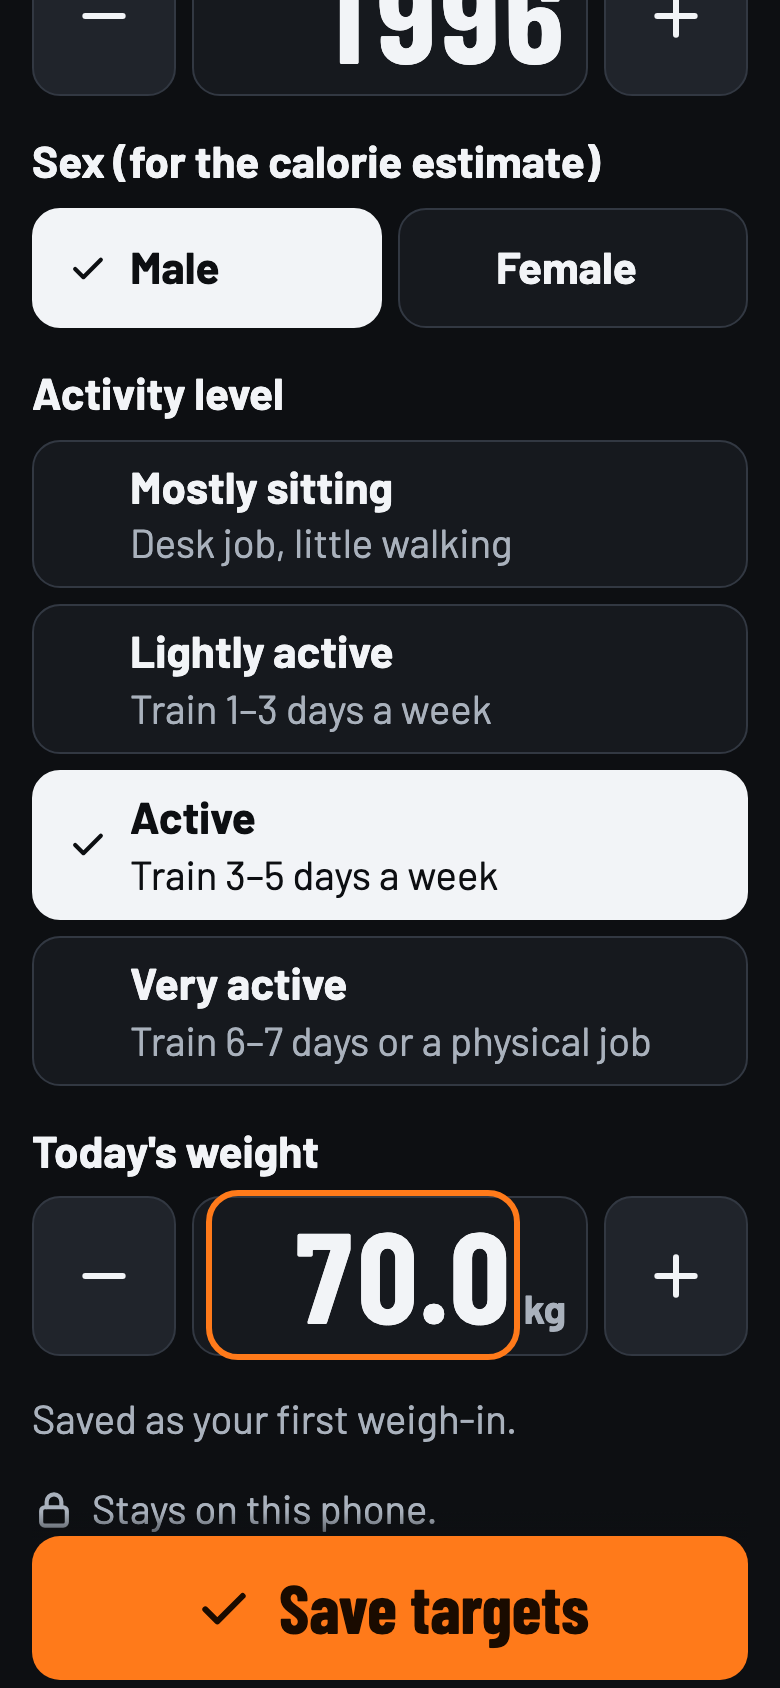 1996
Sex (for the calorie estimate)
Male
Female
Activity level
Mostly sitting
Desk job, little walking
Lightly active
Train 1–3 days a week
Active
Train 3–5 days a week
Very active
Train 6–7 days or a physical job
Today's weight
70.0 kg
Saved as your first weigh-in.
Stays on this phone.
Save targets